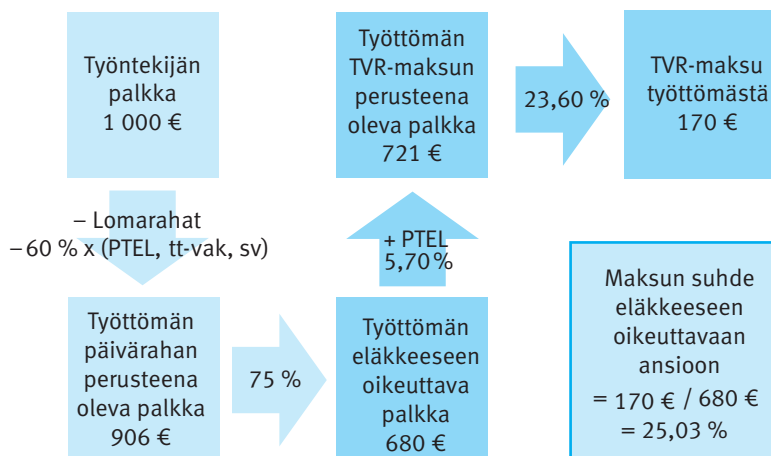 Työntekijän
palkka
1 000 €
– Lomarahat
–60 % x (PTEL, tt-vak, sv)
Työttömän
päivärahan
perusteena
oleva palkka
906 €
75 %
Työttömän
eläkkeeseen
oikeuttava
palkka
680 €
+ PTEL
5,70%
Työttömän
TVR-maksun
perusteena
oleva palkka
721 €
23,60 %
TVR-maksu
työttömästä
170 €
Maksun suhde
eläkkeeseen
oikeuttavaan
ansioon
= 170 € / 680 €
= 25,03 %